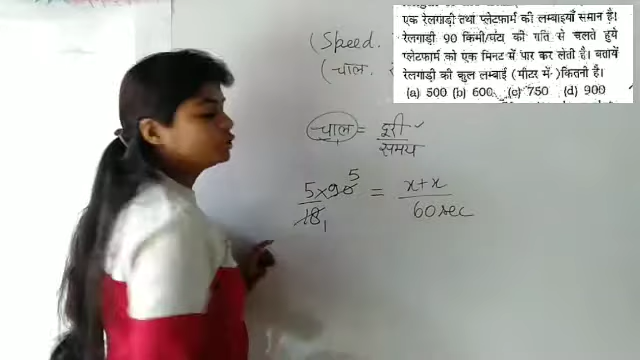 एक रेलगाड़ी तथा प्लेटफार्म की लम्बाइयाँ समान है।
रेलगाड़ी 90 किमी/घंटा की गति से चलते हुये
प्लेटफार्म को एक मिनट में पार कर लेती है। बतायें
रेलगाड़ी की कुल लम्बाई (मीटर में ) कितनी है।
(a) 500 (b) 600 (c) 750 (d) 900
(Speed.
(चाल.
चाल = दूरी / समय
5×90 5 / 18 1 = x+x / 60sec